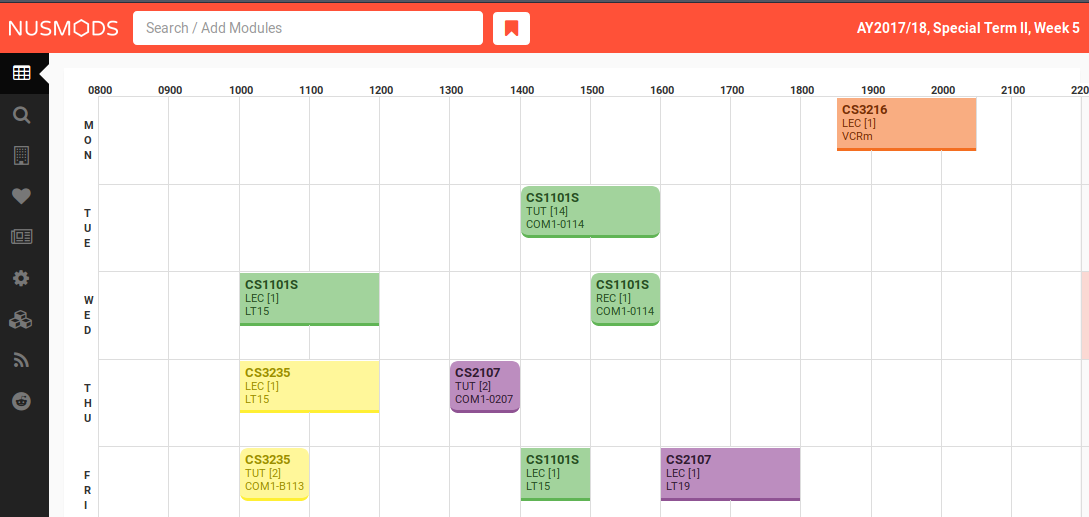 NUSMODS
Search / Add Modules
AY2017/18, Special Term II, Week 5
0800 0900 1000 1100 1200 1300 1400 1500 1600 1700 1800 1900 2000 2100 220
MON
CS3216
LEC [1]
VCRm
TUE
CS1101S
TUT [14]
COM1-0114
WED
CS1101S
LEC [1]
LT15
CS1101S
REC [1]
COM1-0114
THU
CS3235
LEC [1]
LT15
CS2107
TUT [2]
COM1-0207
FRI
CS3235
TUT [2]
COM1-B113
CS1101S
LEC [1]
LT15
CS2107
LEC [1]
LT19